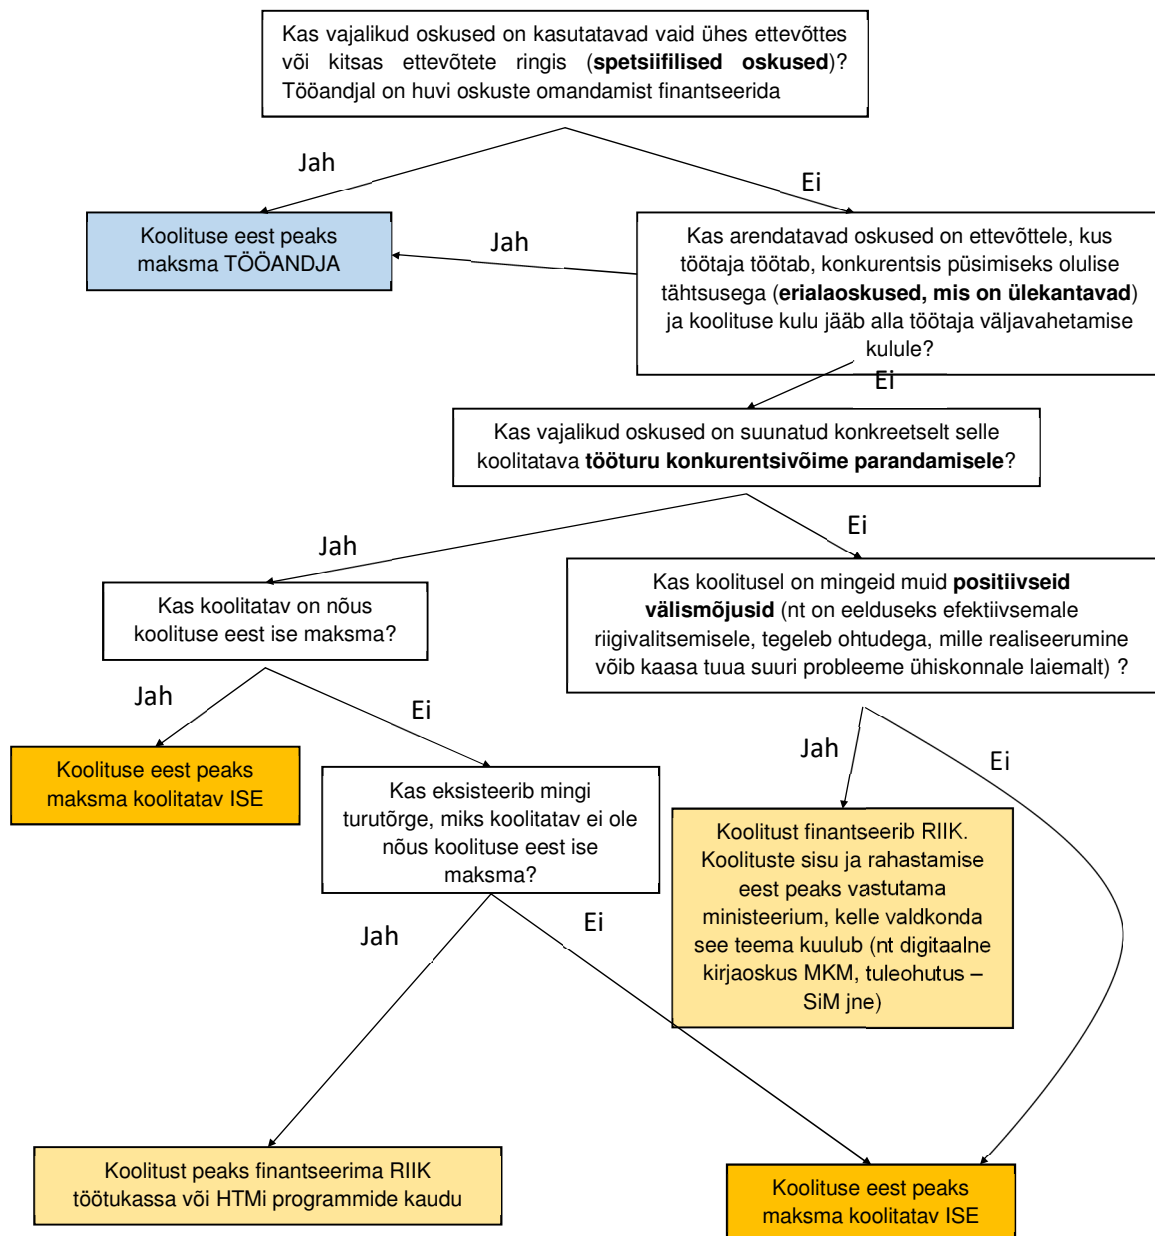 Kas vajalikud oskused on kasutatavad vaid ühes ettevõttes
või kitsas ettevõtete ringis (spetsiifilised oskused)?
Tööandjal on huvi oskuste omandamist finantseerida
Jah
Ei
Koolituse eest peaks
maksma TÖÖANDJA
Jah
Kas arendatavad oskused on ettevõttele, kus
töötaja töötab, konkurentsis püsimiseks olulise
tähtsusega (erialaoskused, mis on ülekantavad)
ja koolituse kulu jääb alla töötaja väljavahetamise
kulule?
Ei
Kas vajalikud oskused on suunatud konkreetselt selle
koolitatava tööturu konkurentsivõime parandamisele?
Jah
Ei
Kas koolitatav on nõus
koolituse eest ise maksma?
Kas koolitusel on mingeid muid positiivseid
välismõjusid (nt on eelduseks efektiivsemale
riigivalitsemisele, tegeleb ohtudega, mille realiseerumine
võib kaasa tuua suuri probleeme ühiskonnale laiemalt) ?
Jah
Ei
Jah
Ei
Koolituse eest peaks
maksma koolitatav ISE
Kas eksisteerib mingi
turutõrge, miks koolitatav ei ole
nõus koolituse eest ise
maksma?
Koolitust finantseerib RIIK.
Koolituste sisu ja rahastamise
eest peaks vastutama
ministeerium, kelle valdkonda
see teema kuulub (nt digitaalne
kirjaoskus MKM, tuleohutus –
SiM jne)
Jah
Ei
Koolitust peaks finantseerima RIIK
töötukassa või HTMi programmide kaudu
Koolituse eest peaks
maksma koolitatav ISE